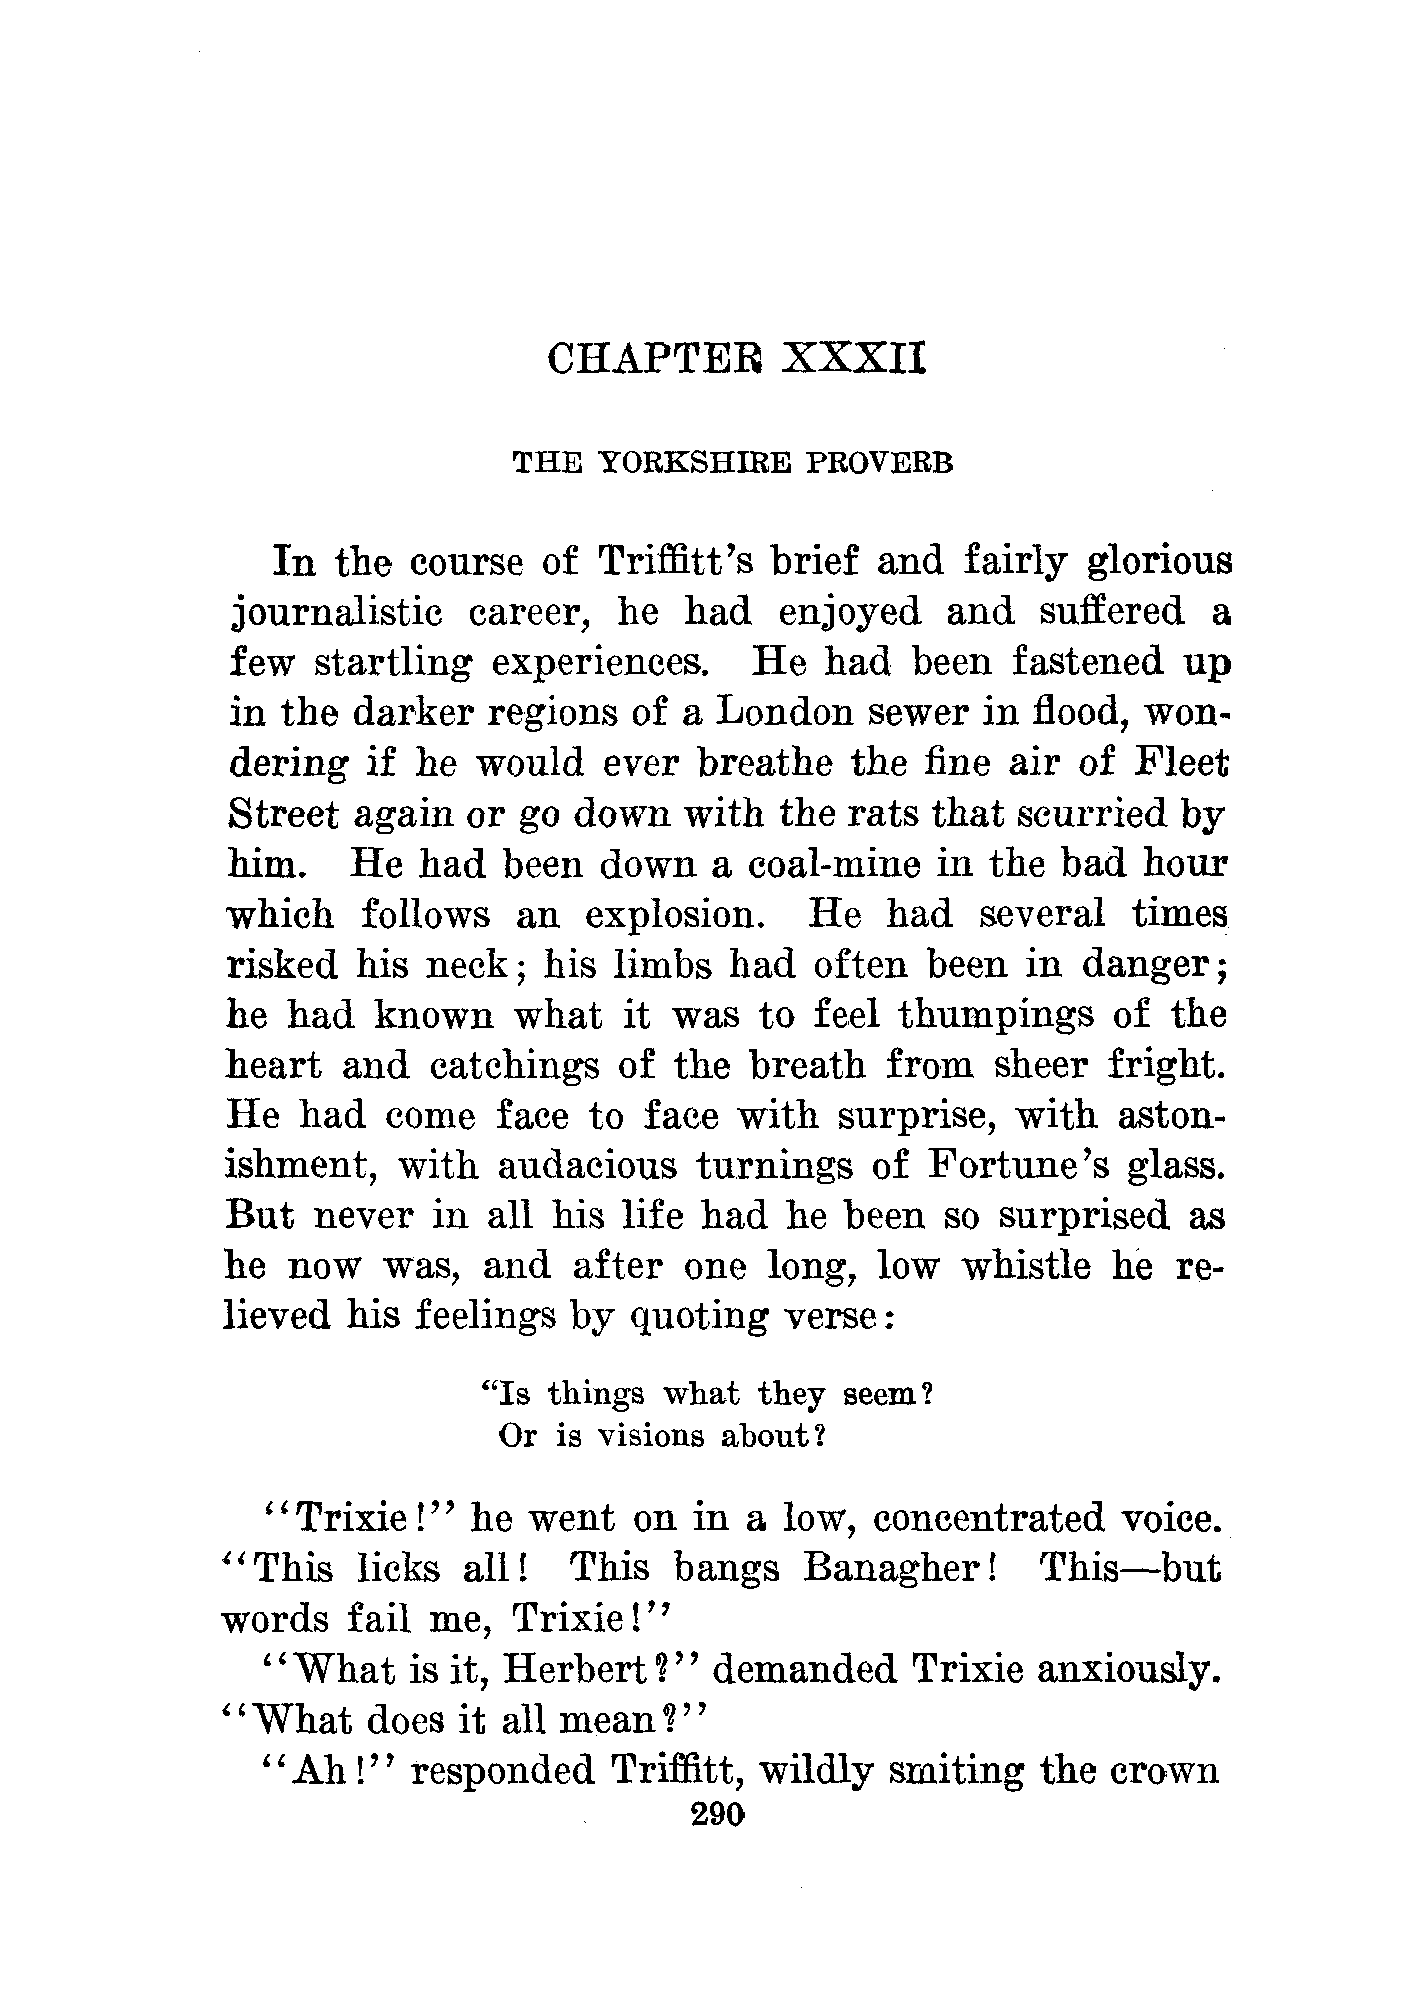 CHAPTER XXXII
THE YORKSHIRE PROVERB
In the course of Triffitt's brief and fairly glorious
journalistic career, he had enjoyed and suffered a
few startling experiences. He had been fastened up
in the darker regions of a London sewer in flood, won-
dering if he would ever breathe the fine air of Fleet
Street again or go down with the rats that scurried by
him. He had been down a coal-mine in the bad hour
which follows an explosion. He had several times
risked his neck; his limbs had often been in danger;
he had known what it was to feel thumpings of the
heart and catchings of the breath from sheer fright.
He had come face to face with surprise, with aston-
ishment, with audacious turnings of Fortune's glass.
But never in all his life had he been so surprised as
he now was, and after one long, low whistle he re-
lieved his feelings by quoting verse:
"Is things what they seem?
Or is visions about?
"Trixie!" he went on in a low, concentrated voice.
"This licks all! This bangs Banagher! This—but
words fail me, Trixie!"
"What is it, Herbert?" demanded Trixie anxiously.
"What does it all mean?"
"Ah!" responded Triffitt, wildly smiting the crown
290